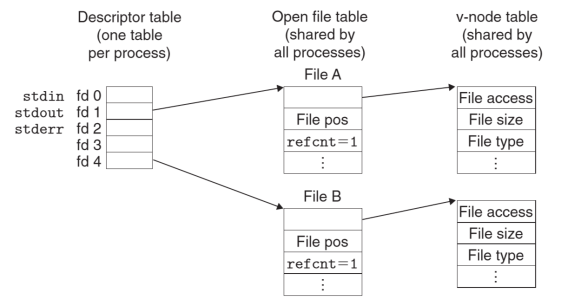 Descriptor table
(one table
per process)
Open file table
(shared by
all processes)
v-node table
(shared by
all processes)
stdin fd 0
stdout fd 1
stderr fd 2
fd 3
fd 4
File A
File pos
refcnt=1
⋮
File access
File size
File type
⋮
File B
File pos
refcnt=1
⋮
File access
File size
File type
⋮